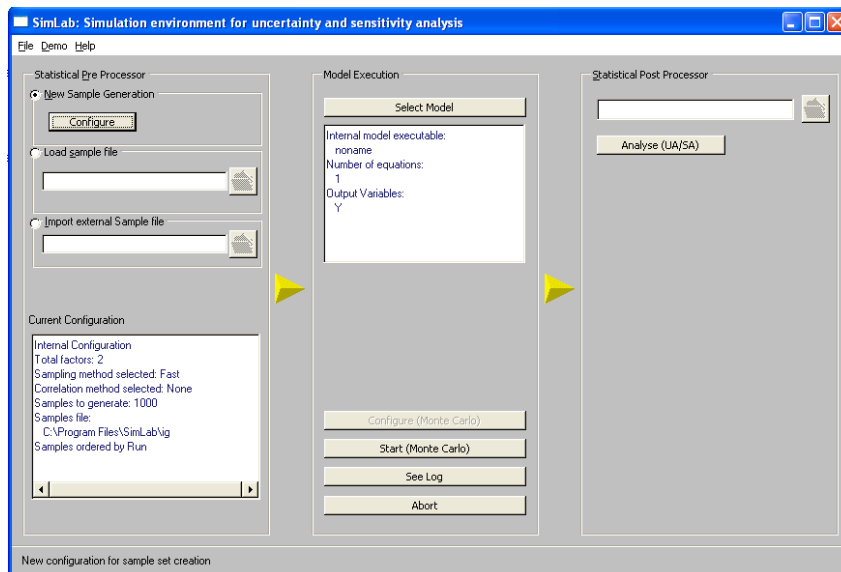 SimLab: Simulation environment for uncertainty and sensitivity analysis
File Demo Help
Statistical Pre Processor
New Sample Generation
Configure
Load sample file
Import external Sample file
Current Configuration
Internal Configuration
Total factors: 2
Sampling method selected: Fast
Correlation method selected: None
Samples to generate: 1000
Samples file:
C:\Program Files\SimLab\ig
Samples ordered by Run
Model Execution
Select Model
Internal model executable:
noname
Number of equations:
1
Output Variables:
Y
Configure (Monte Carlo)
Start (Monte Carlo)
See Log
Abort
Statistical Post Processor
Analyse (UA/SA)
New configuration for sample set creation